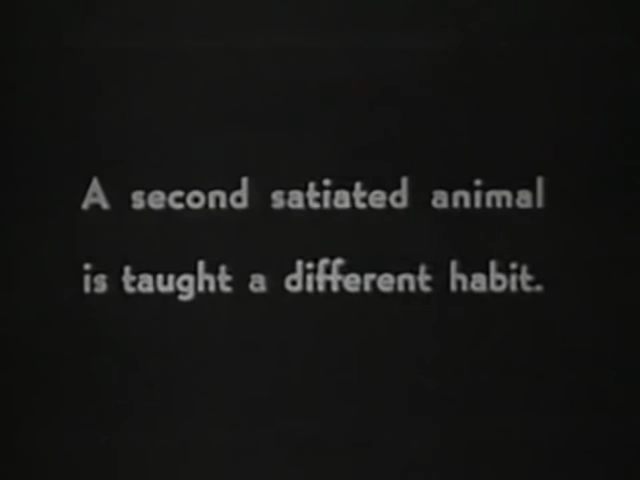 A second satiated animal
is taught a different habit.